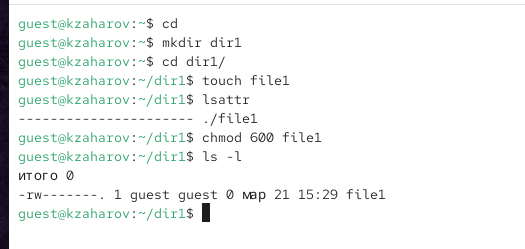 guest@kzaharov:~$ cd
guest@kzaharov:~$ mkdir dir1
guest@kzaharov:~$ cd dir1/
guest@kzaharov:~/dir1$ touch file1
guest@kzaharov:~/dir1$ lsattr
---------------------- ./file1
guest@kzaharov:~/dir1$ chmod 600 file1
guest@kzaharov:~/dir1$ ls -l
итого 0
-rw-------. 1 guest guest 0 мар 21 15:29 file1
guest@kzaharov:~/dir1$